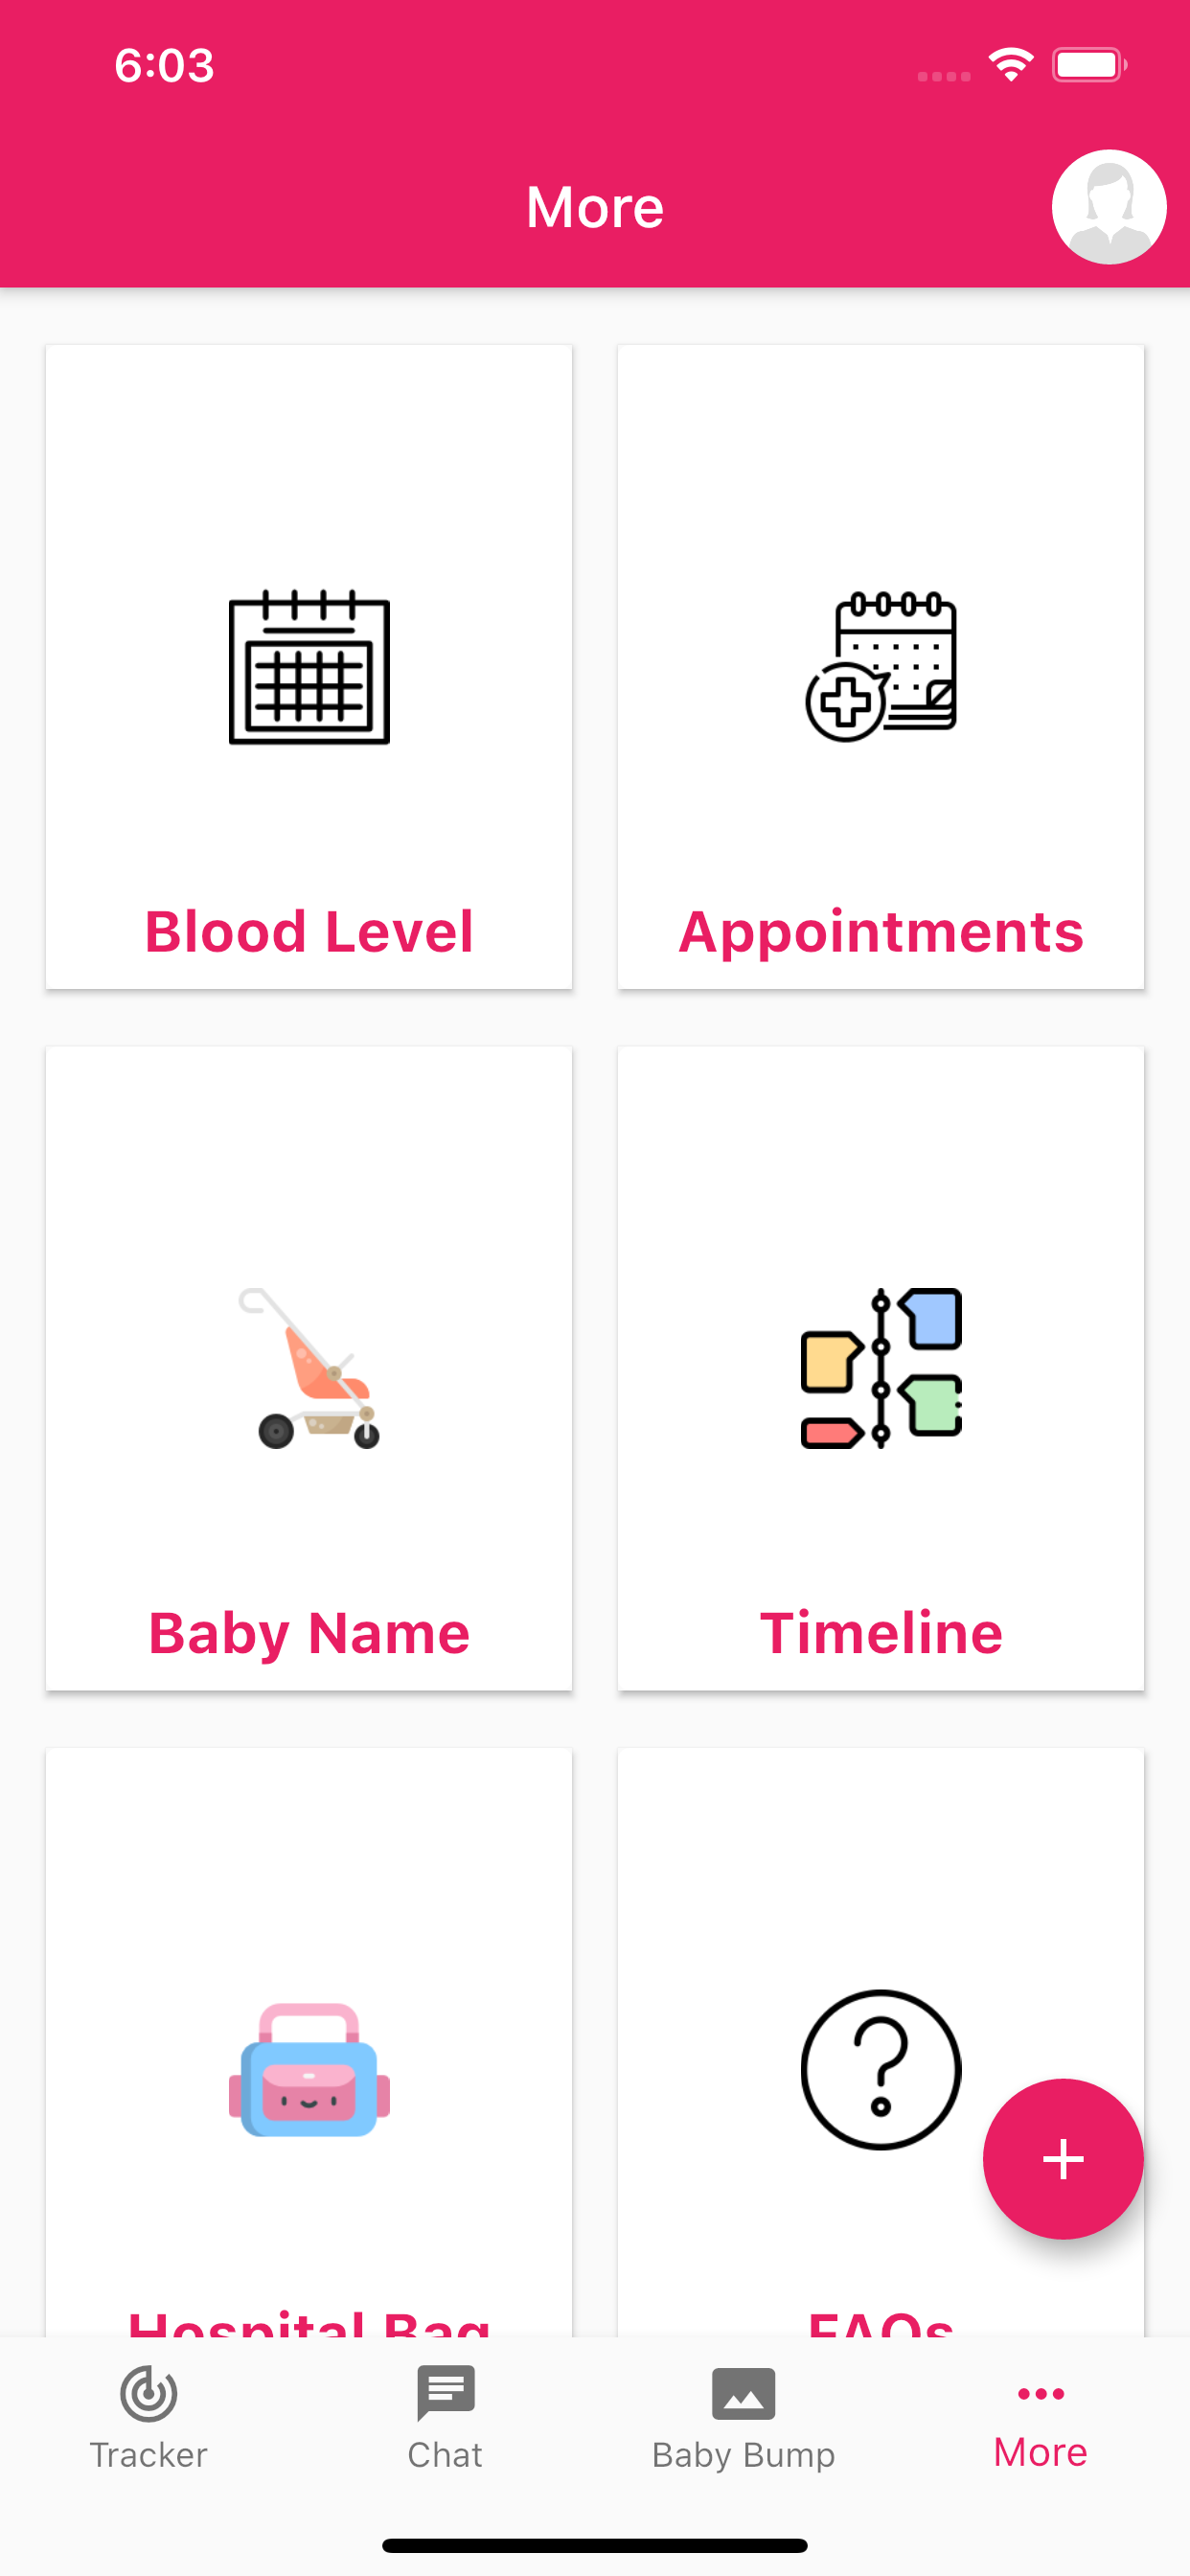 6:03
More
Blood Level
Appointments
Baby Name
Timeline
Hospital Bag
FAQs
Tracker
Chat
Baby Bump
More